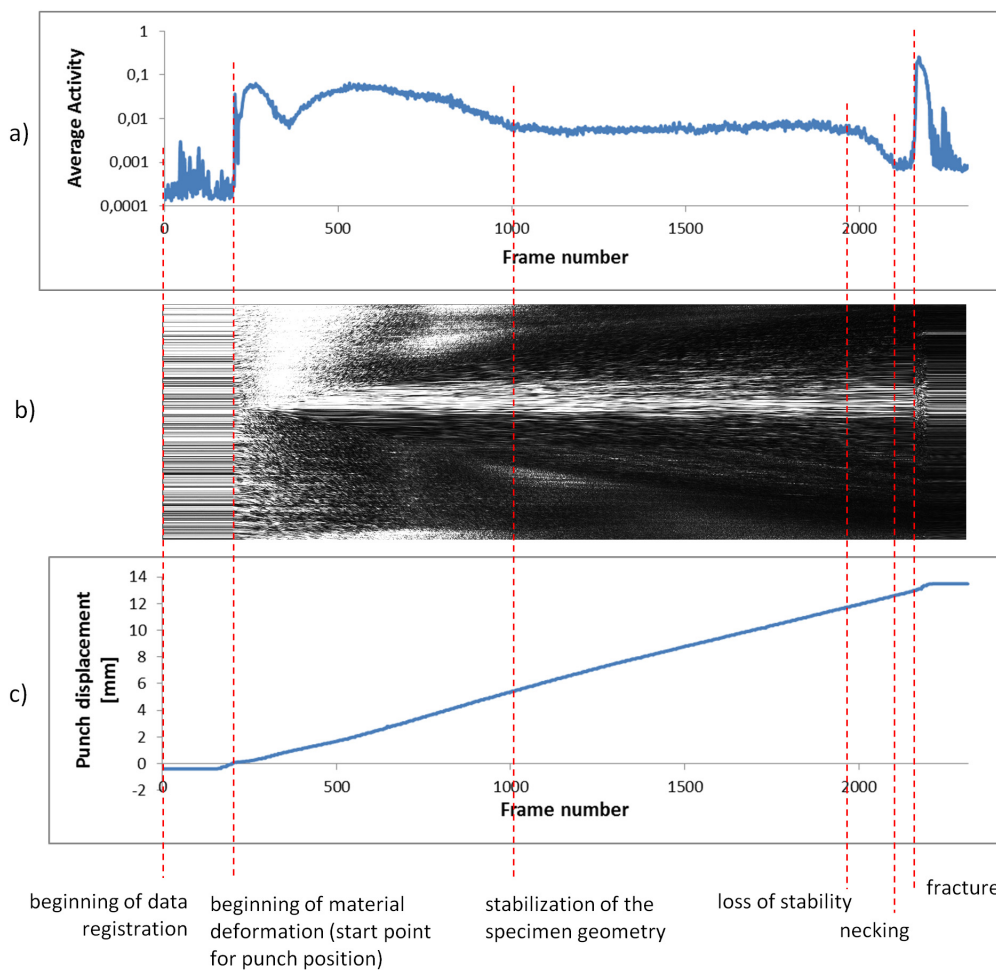 a)
Average Activity
1
0,1
0,01
0,001
0,0001
0
500
1000
1500
2000
Frame number
b)
c)
Punch displacement
[mm]
14
12
10
8
6
4
2
0
-2
0
500
1000
1500
2000
Frame number
beginning of data
registration
beginning of material
deformation (start point
for punch position)
stabilization of the
specimen geometry
loss of stability
necking
fracture